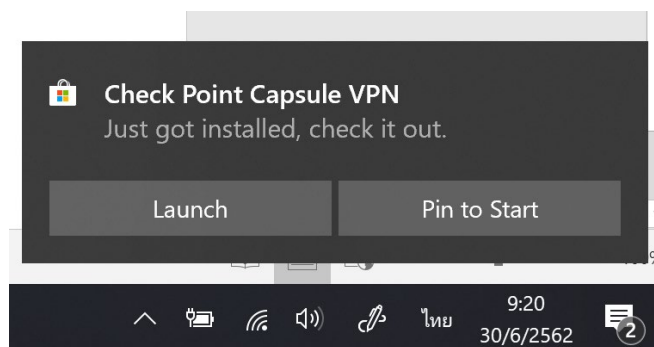 Check Point Capsule VPN
Just got installed, check it out.
Launch
Pin to Start
ไทย
9:20
30/6/2562
2